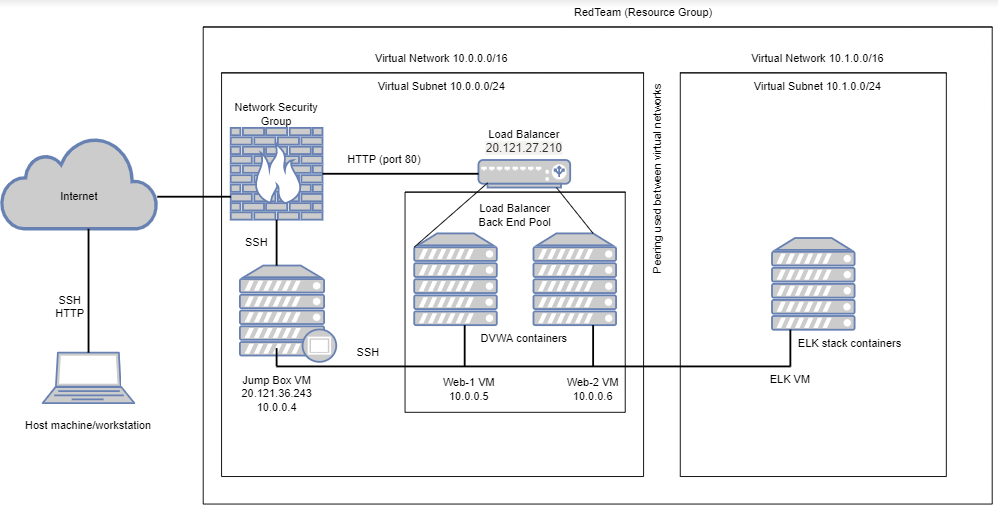 RedTeam (Resource Group)
Virtual Network 10.0.0.0/16
Virtual Network 10.1.0.0/16
Virtual Subnet 10.0.0.0/24
Virtual Subnet 10.1.0.0/24
Network Security
Group
Load Balancer
20.121.27.210
HTTP (port 80)
Internet
Load Balancer
Back End Pool
Peering used between virtual networks
SSH
SSH
HTTP
DVWA containers
ELK stack containers
SSH
Jump Box VM
20.121.36.243
10.0.0.4
Web-1 VM
10.0.0.5
Web-2 VM
10.0.0.6
ELK VM
Host machine/workstation